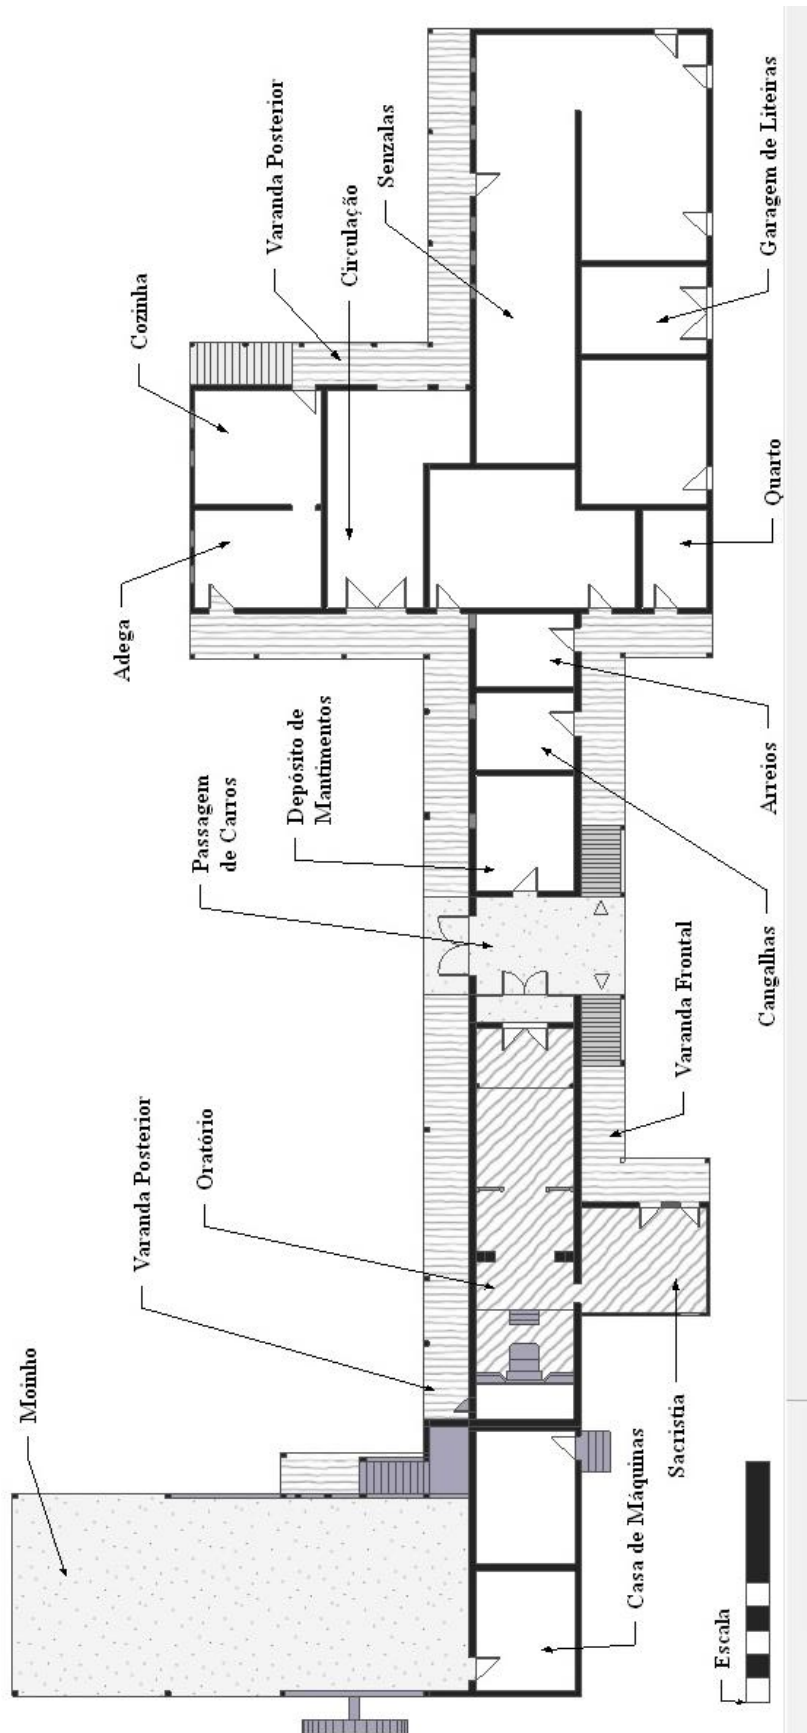 Moinho
Varanda Posterior
Oratório
Passagem
de Carros
Depósito de
Mantimentos
Adega
Cozinha
Varanda Posterior
Circulação
Senzalas
Escala
Casa de Máquinas
Sacristia
Varanda Frontal
Cangalhas
Arreios
Quarto
Garagem de Liteiras